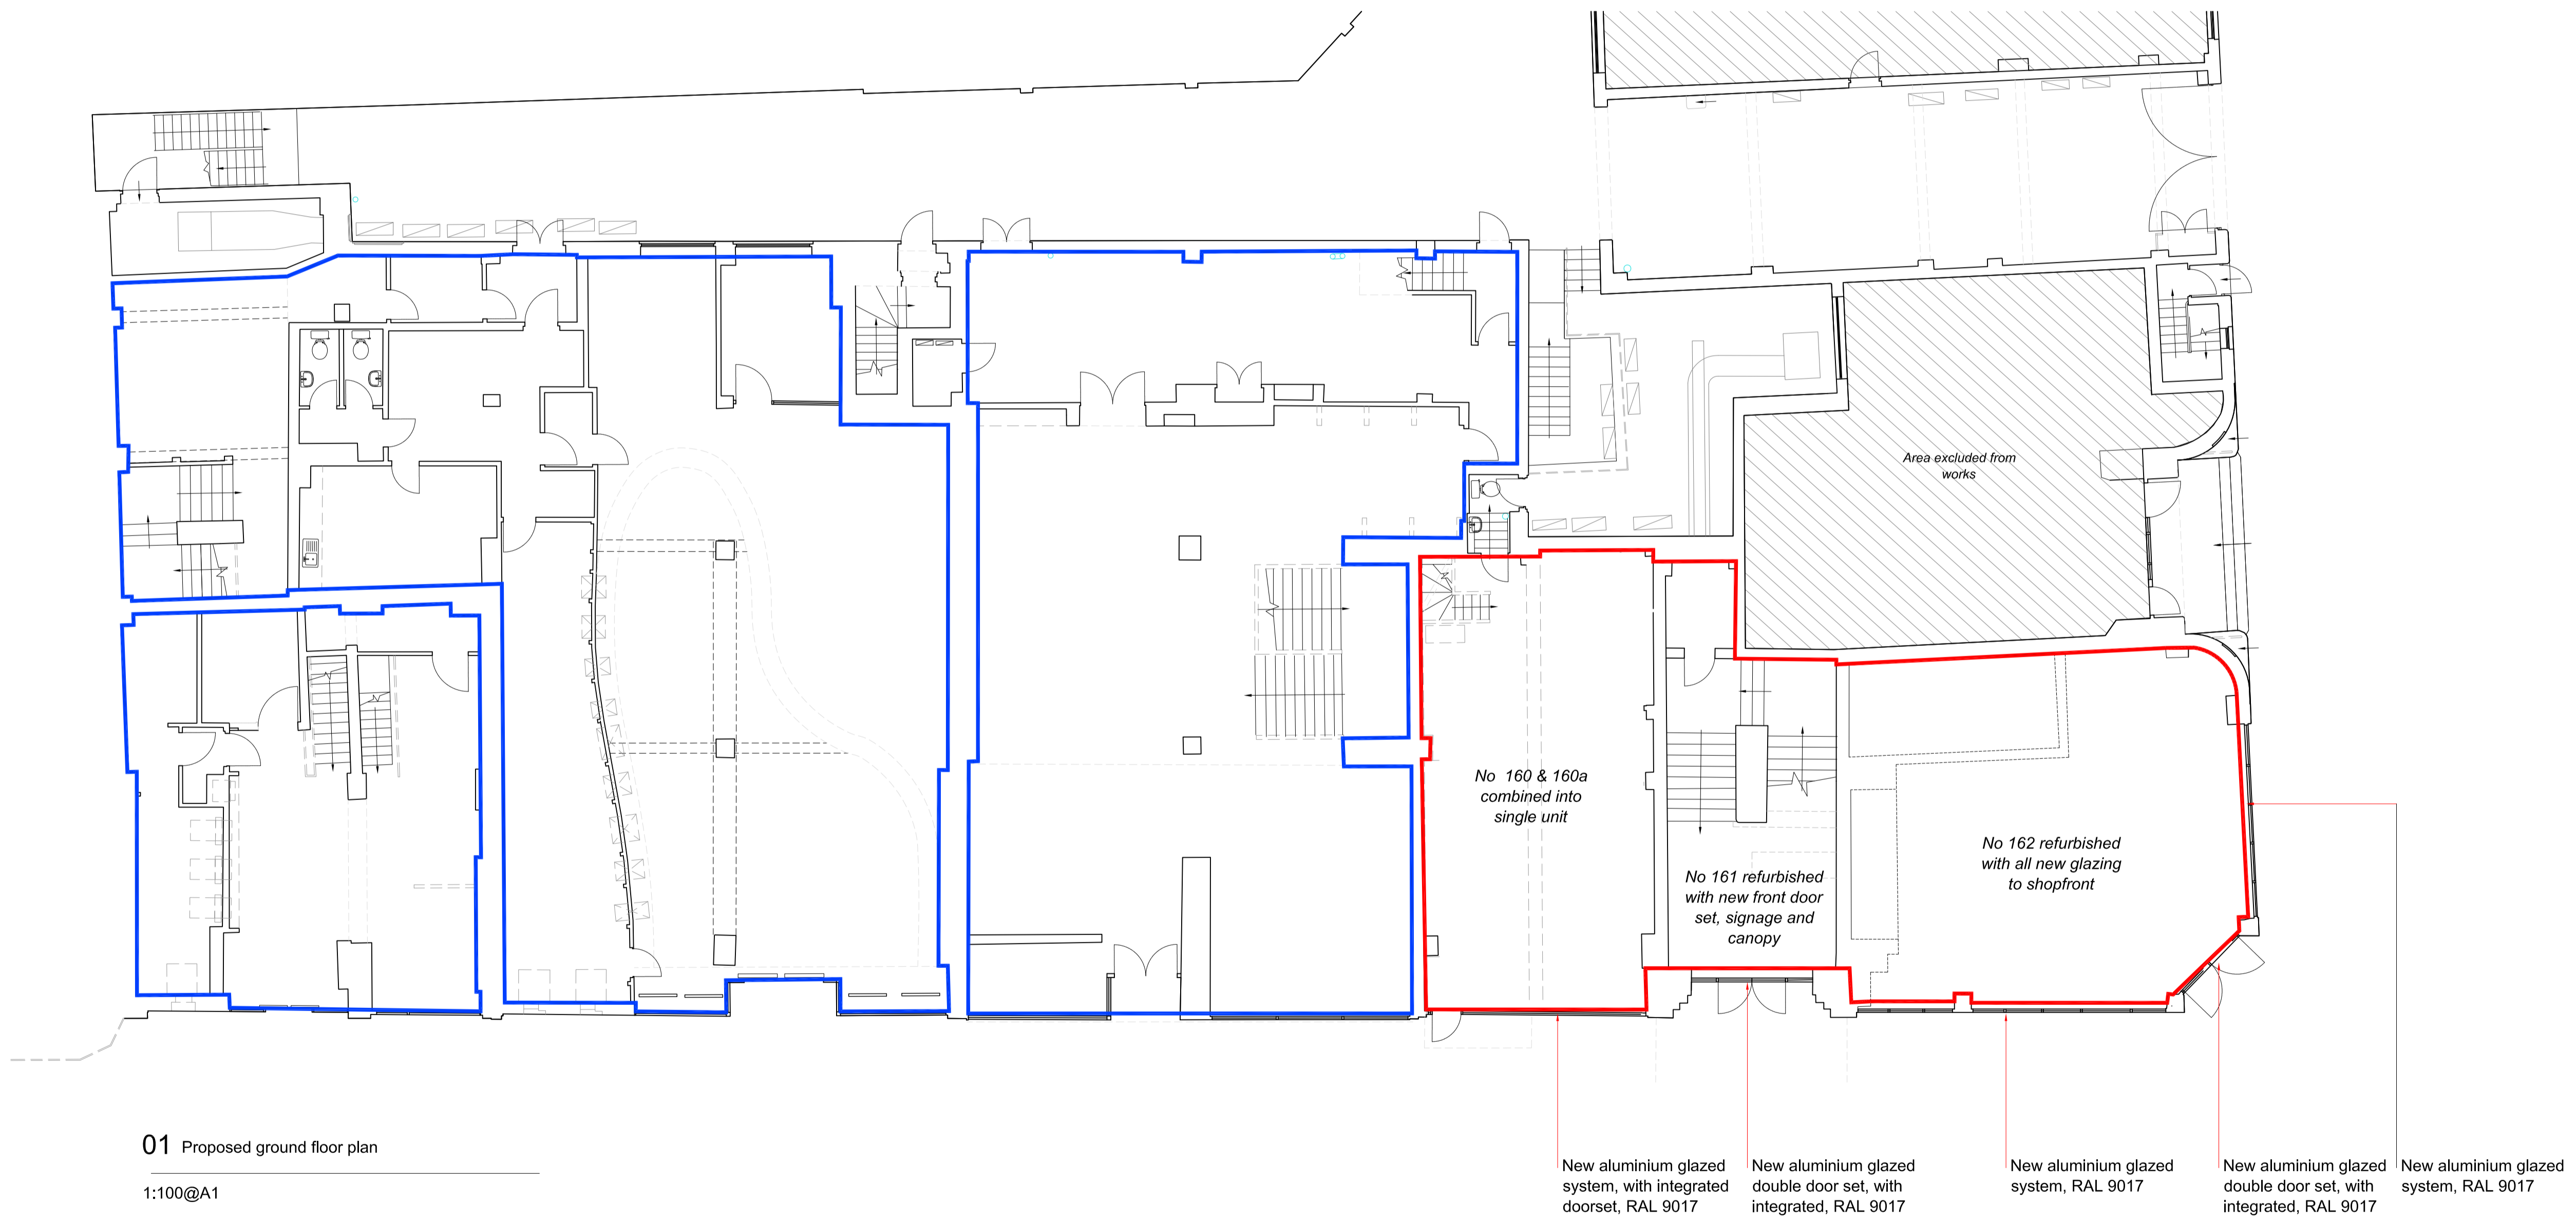 Area excluded from
works
No 160 & 160a
combined into
single unit
No 161 refurbished
with new front door
set, signage and
canopy
No 162 refurbished
with all new glazing
to shopfront
01 Proposed ground floor plan
1:100@A1
New aluminium glazed
system, with integrated
doorset, RAL 9017
New aluminium glazed
double door set, with
integrated, RAL 9017
New aluminium glazed
system, RAL 9017
New aluminium glazed
double door set, with
integrated, RAL 9017
New aluminium glazed
system, RAL 9017